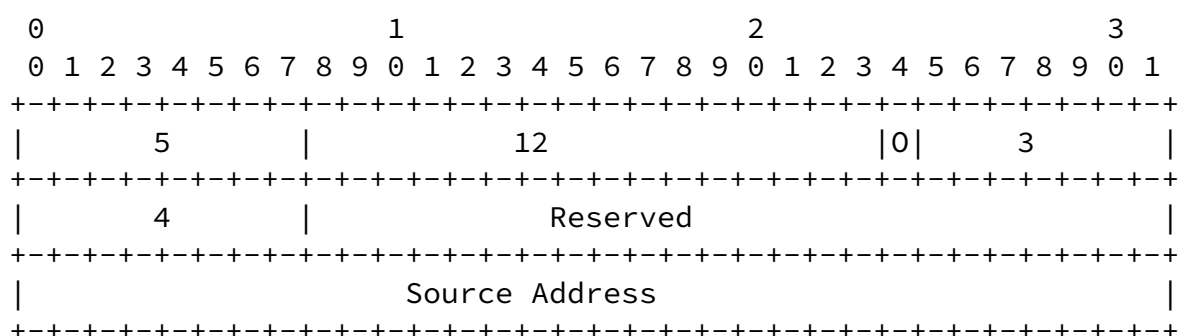 0                   1                   2                   3
 0 1 2 3 4 5 6 7 8 9 0 1 2 3 4 5 6 7 8 9 0 1 2 3 4 5 6 7 8 9 0 1
+-+-+-+-+-+-+-+-+-+-+-+-+-+-+-+-+-+-+-+-+-+-+-+-+-+-+-+-+-+-+-+-+
|       5       |           12                  |O|     3       |
+-+-+-+-+-+-+-+-+-+-+-+-+-+-+-+-+-+-+-+-+-+-+-+-+-+-+-+-+-+-+-+-+
|       4       |             Reserved                          |
+-+-+-+-+-+-+-+-+-+-+-+-+-+-+-+-+-+-+-+-+-+-+-+-+-+-+-+-+-+-+-+-+
|                     Source Address                            |
+-+-+-+-+-+-+-+-+-+-+-+-+-+-+-+-+-+-+-+-+-+-+-+-+-+-+-+-+-+-+-+-+